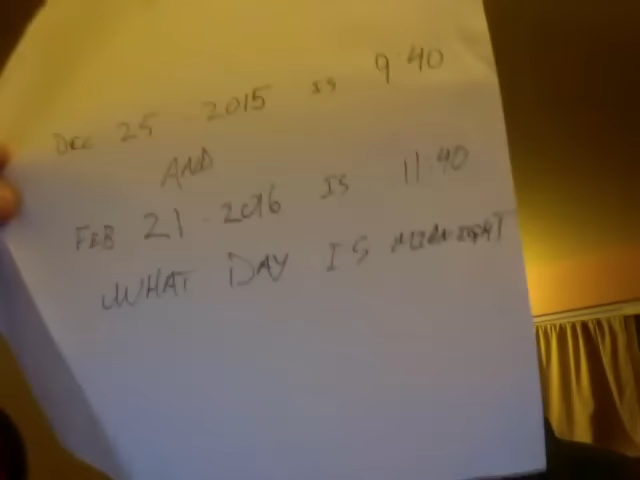 DEC 25 2015 IS 9:40
AND
FEB 21 2016 IS 11:40
WHAT DAY IS MIDNIGHT